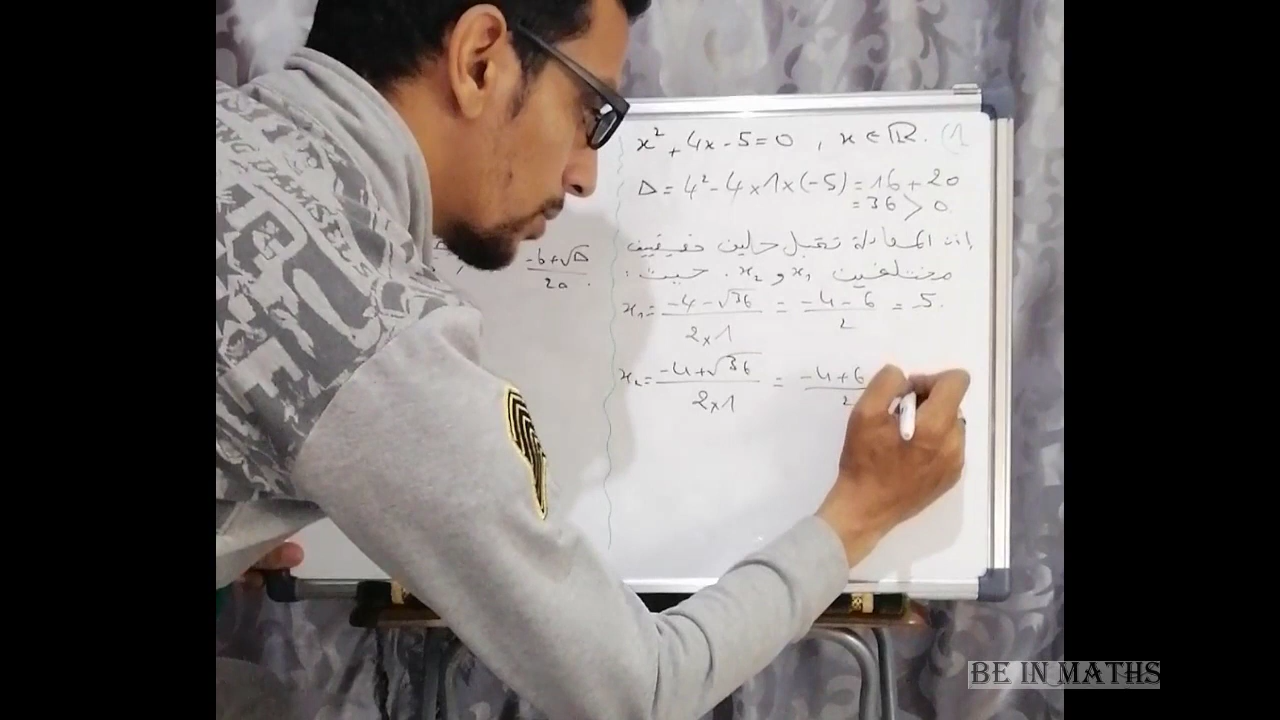 x² + 4x - 5 = 0 , x ∈ ℝ. (1
Δ = 4² - 4 × 1 × (-5) = 16 + 20
= 36 > 0
إذن المعادلة تقبل حلين حقيقيين
مختلفين x₁ و x₂ . حيث :
x₁ = (-4 - √36)/(2 × 1) = (-4 - 6)/2 = 5.
x₂ = (-4 + √36)/(2 × 1) = (-4 + 6)/2
(-b + √Δ)/2a .
BE IN MATHS